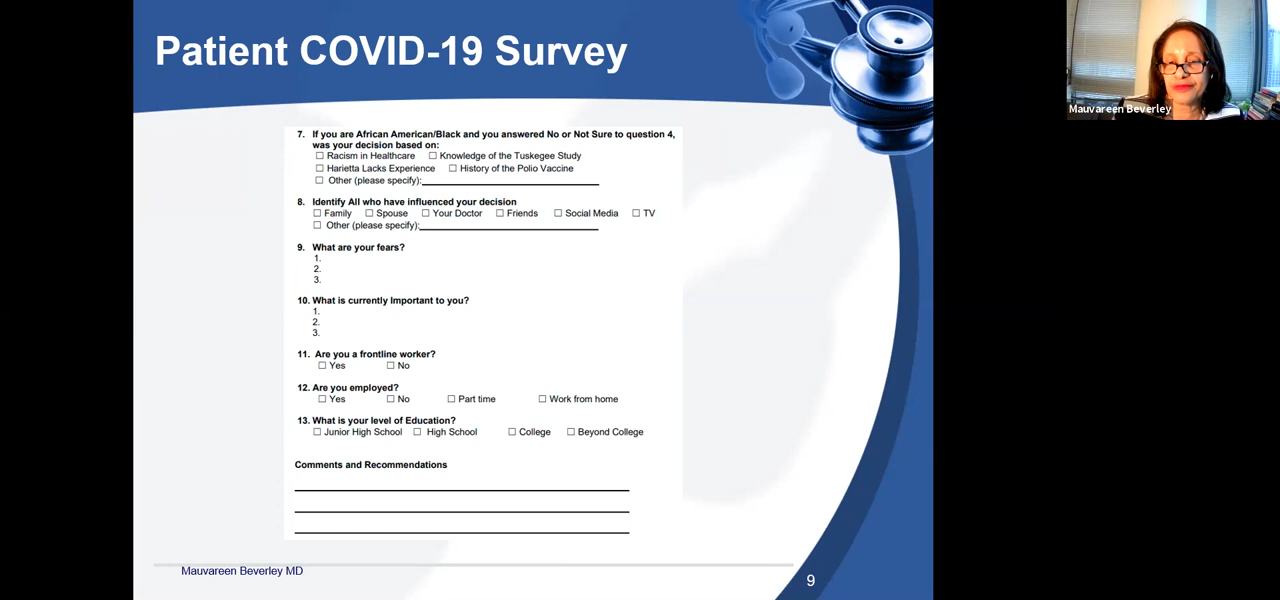 Patient COVID-19 Survey
Mauvareen Beverley
7. If you are African American/Black and you answered No or Not Sure to question 4,
was your decision based on:
☐ Racism in Healthcare ☐ Knowledge of the Tuskegee Study
☐ Harietta Lacks Experience ☐ History of the Polio Vaccine
☐ Other (please specify):
8. Identify All who have influenced your decision
☐ Family ☐ Spouse ☐ Your Doctor ☐ Friends ☐ Social Media ☐ TV
☐ Other (please specify):
9. What are your fears?
1.
2.
3.
10. What is currently Important to you?
1.
2.
3.
11. Are you a frontline worker?
☐ Yes ☐ No
12. Are you employed?
☐ Yes ☐ No ☐ Part time ☐ Work from home
13. What is your level of Education?
☐ Junior High School ☐ High School ☐ College ☐ Beyond College
Comments and Recommendations
Mauvareen Beverley MD
9